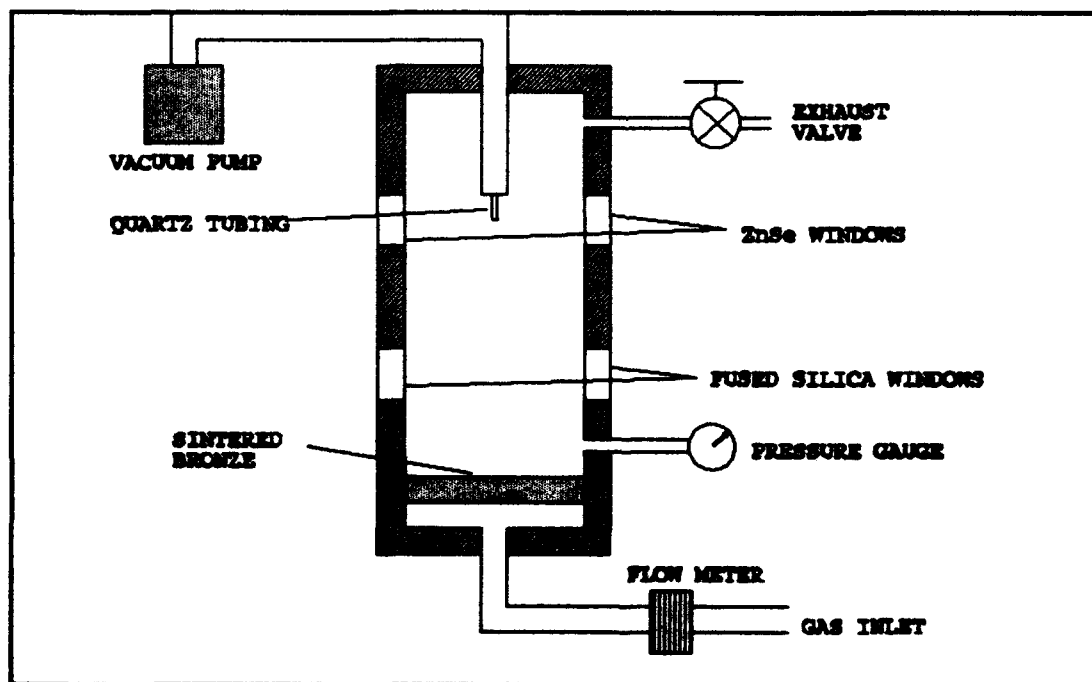 EXHAUST
VALVE
VACUUM PUMP
QUARTZ TUBING
ZnSe WINDOWS
FUSED SILICA WINDOWS
SINTERED
BRONZE
PRESSURE GAUGE
FLOW METER
GAS INLET